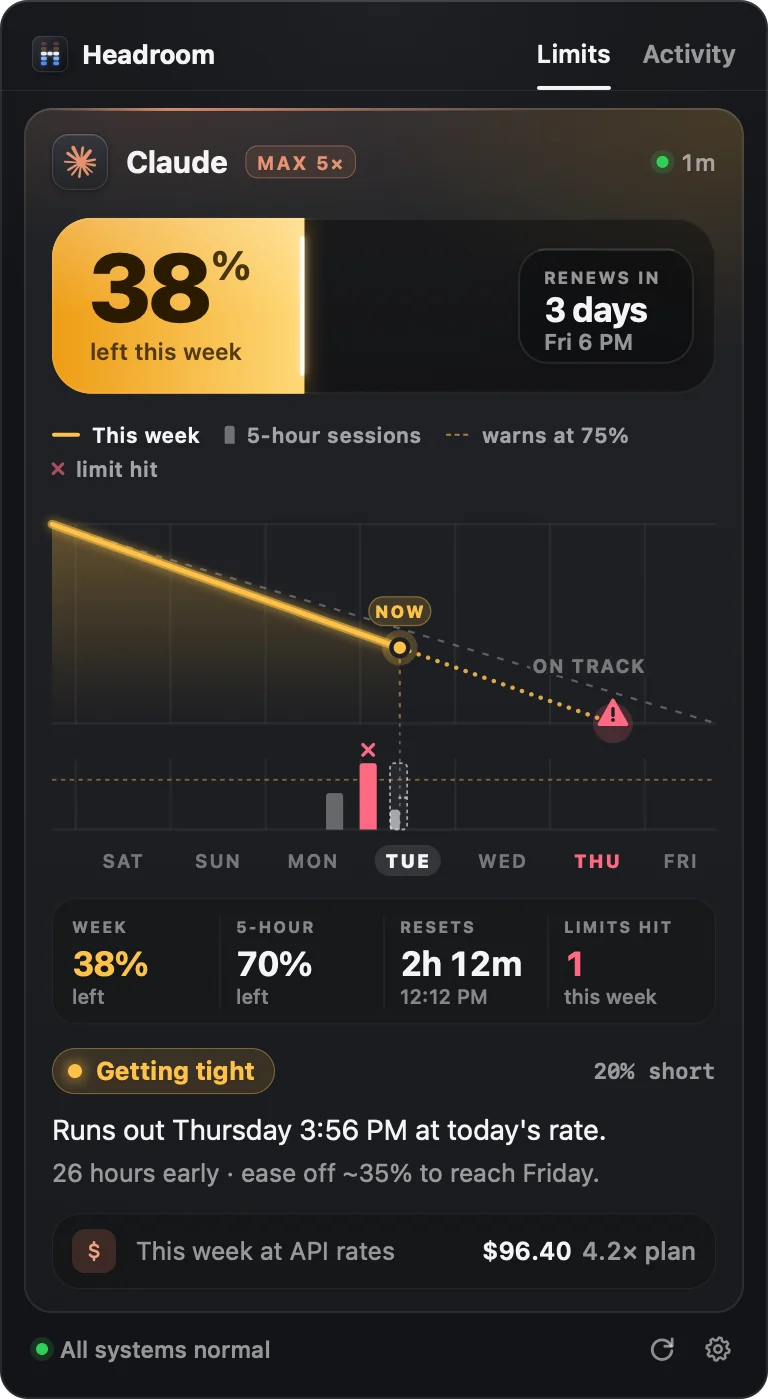 Headroom
Limits Activity
Claude MAX 5× 1m
38%
left this week
RENEWS IN
3 days
Fri 6 PM
This week 5-hour sessions warns at 75%
× limit hit
NOW
ON TRACK
SAT SUN MON TUE WED THU FRI
WEEK 5-HOUR RESETS LIMITS HIT
38% 70% 2h 12m 1
left left 12:12 PM this week
Getting tight 20% short
Runs out Thursday 3:56 PM at today's rate.
26 hours early · ease off ~35% to reach Friday.
$ This week at API rates $96.40 4.2× plan
All systems normal